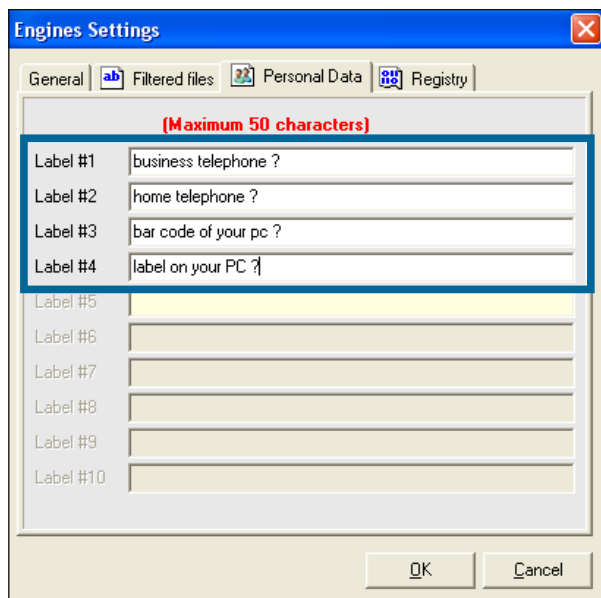 Engines Settings
General
Filtered files
Personal Data
Registry
(Maximum 50 characters)
Label #1 business telephone ?
Label #2 home telephone ?
Label #3 bar code of your pc ?
Label #4 label on your PC ?
Label #5
Label #6
Label #7
Label #8
Label #9
Label #10
OK
Cancel